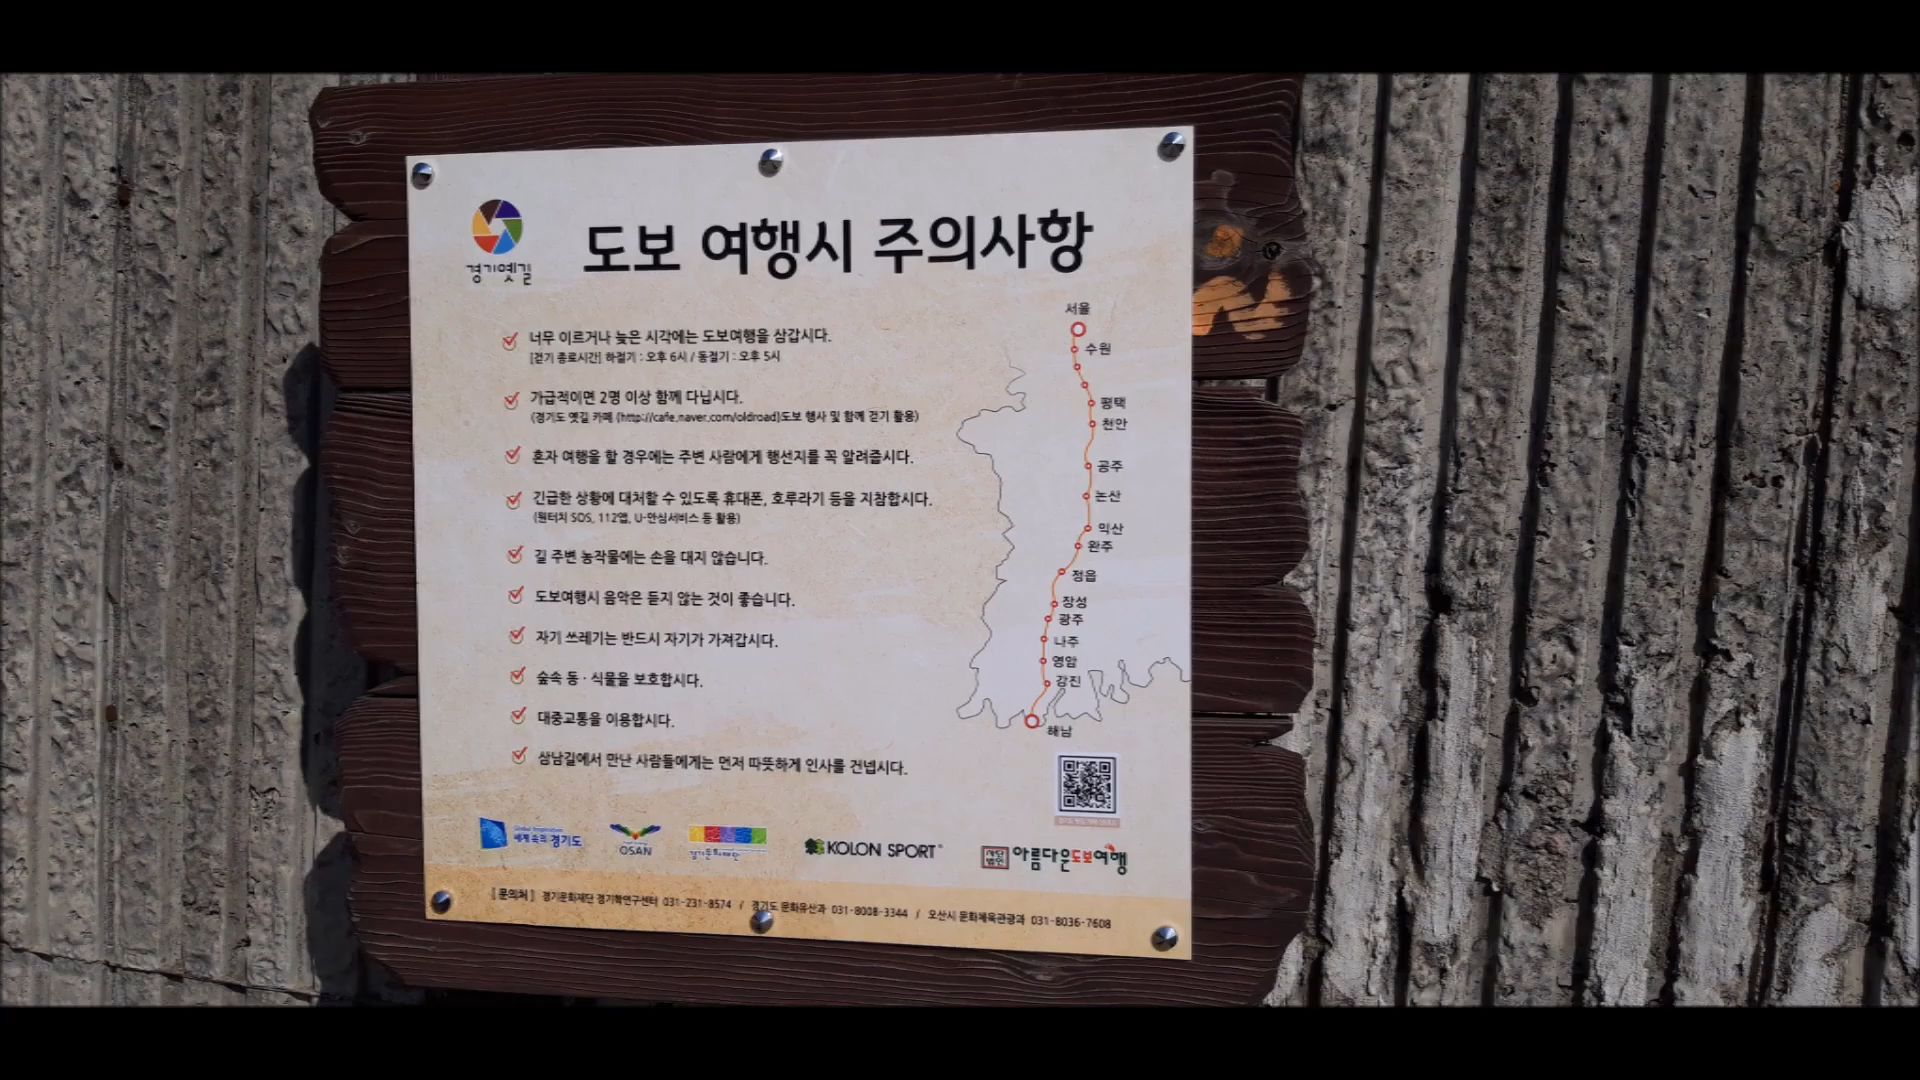 경기옛길
도보 여행시 주의사항
너무 이르거나 늦은 시각에는 도보여행을 삼갑시다.
[걷기 종료시간] 하절기 : 오후 6시 / 동절기 : 오후 5시
가급적이면 2명 이상 함께 다닙시다.
(경기도 옛길 카페 (http://cafe.naver.com/oldroad)도보 행사 및 함께 걷기 활용)
혼자 여행을 할 경우에는 주변 사람에게 행선지를 꼭 알려줍시다.
긴급한 상황에 대처할 수 있도록 휴대폰, 호루라기 등을 지참합시다.
(원터치 SOS, 112앱, U-안심서비스 등 활용)
길 주변 농작물에는 손을 대지 않습니다.
도보여행시 음악은 듣지 않는 것이 좋습니다.
자기 쓰레기는 반드시 자기가 가져갑시다.
숲속 동·식물을 보호합시다.
대중교통을 이용합시다.
삼남길에서 만난 사람들에게는 먼저 따뜻하게 인사를 건넵시다.
서울
수원
평택
천안
공주
논산
익산
완주
정읍
장성
광주
나주
영암
강진
해남
Global Inspiration
세계속의 경기도
OSAN
경기문화재단
KOLON SPORT
재단법인 아름다운도보여행
[문의처] 경기문화재단 경기학연구센터 031-231-8574 / 경기도 문화유산과 031-8008-3344 / 오산시 문화체육관광과 031-8036-7608